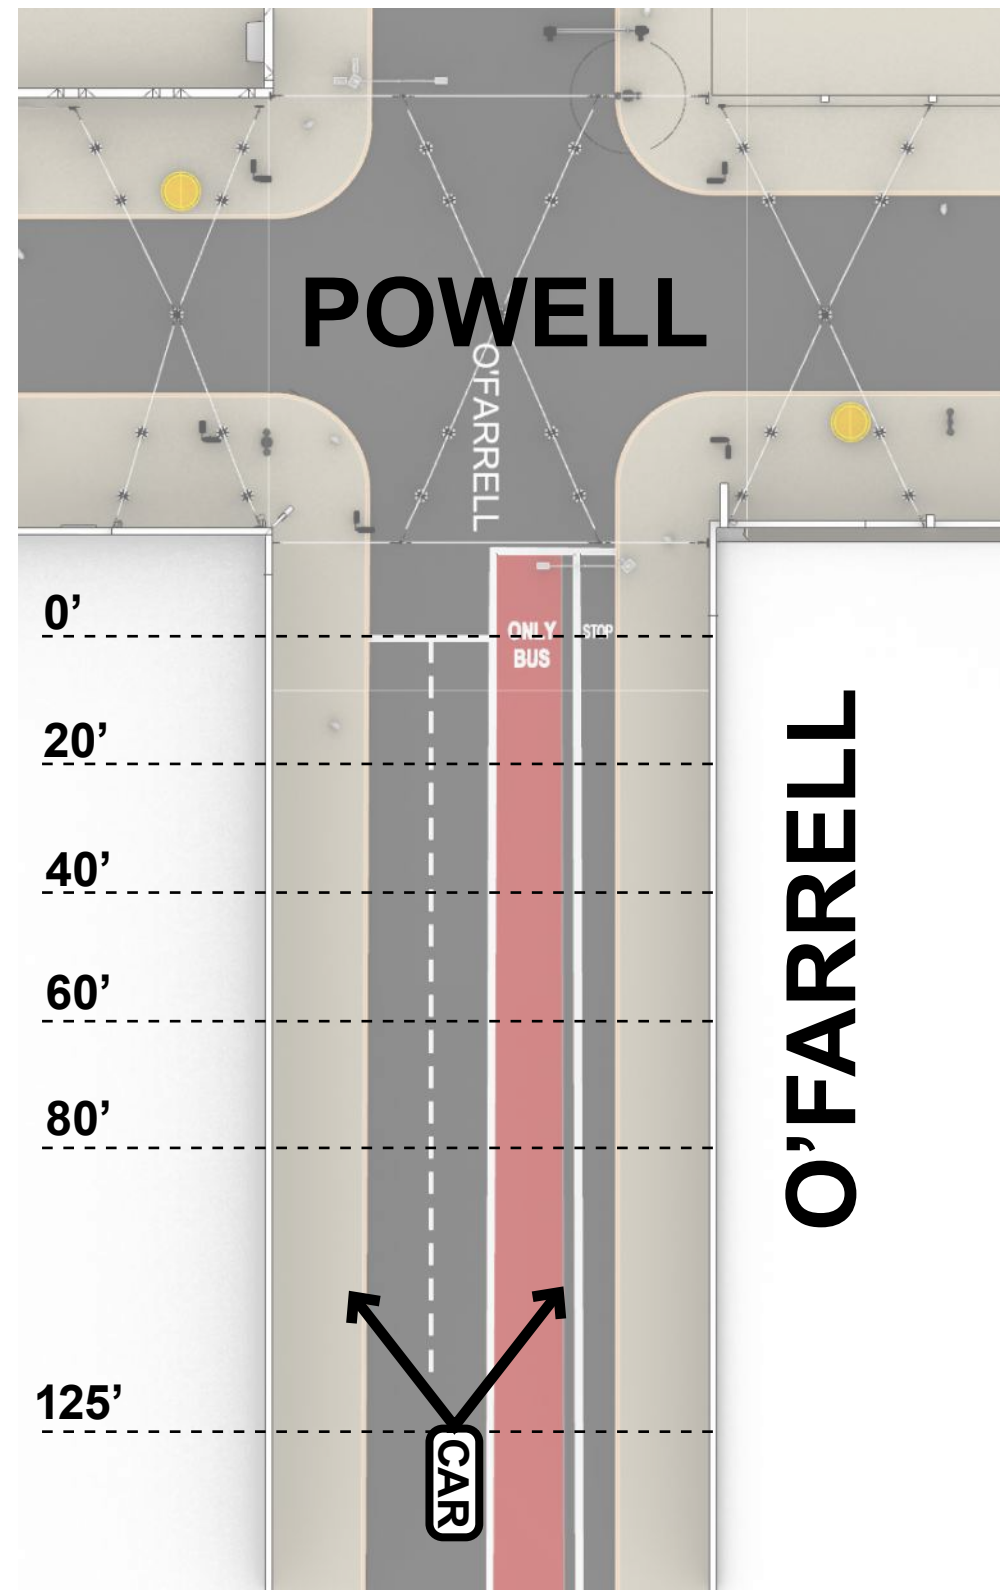 POWELL
O'FARRELL
0’
ONLY
BUS
STOP
20’
40’
60’
80’
125’
O’FARRELL
CAR